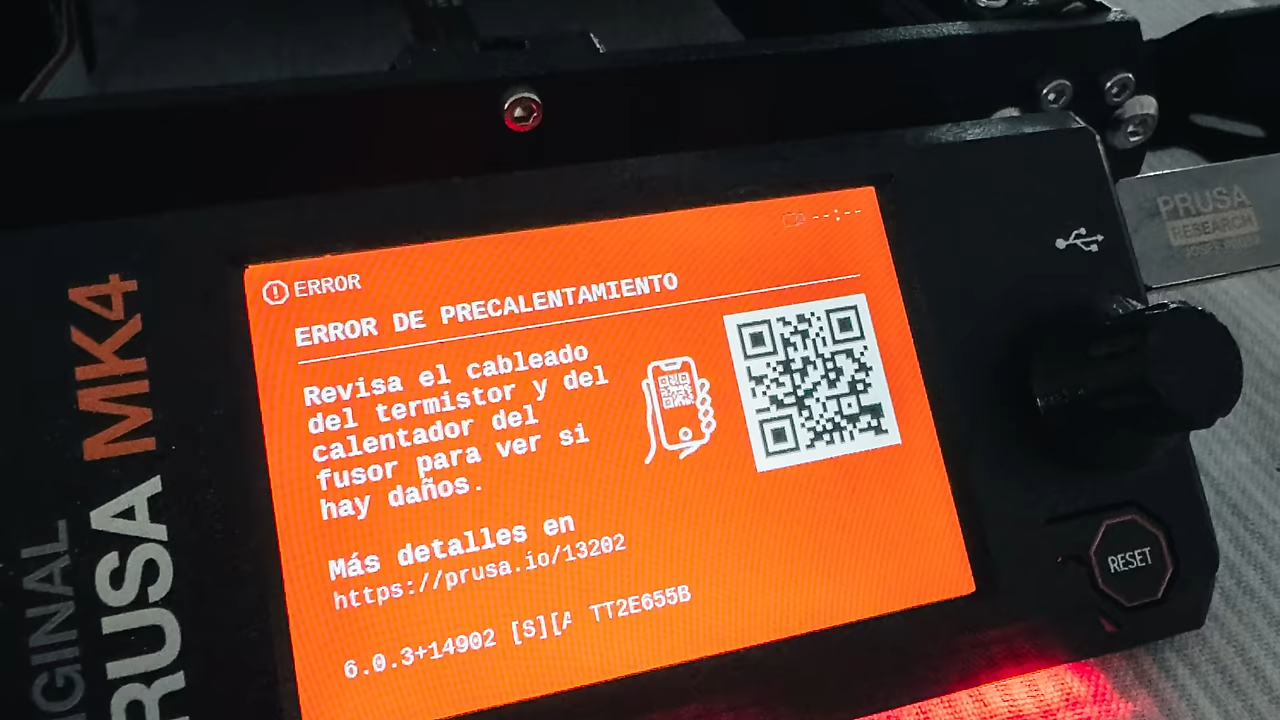 ERROR
--:--
ERROR DE PRECALENTAMIENTO
Revisa el cableado
del termistor y del
calentador del
fusor para ver si
hay daños.
Más detalles en
https://prusa.io/13202
6.0.3+14902 [S][A TT2E655B
ORIGINAL
PRUSA MK4
PRUSA
RESEARCH
RESET